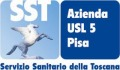 SST
Azienda
USL 5
Pisa
Servizio Sanitario della Toscana